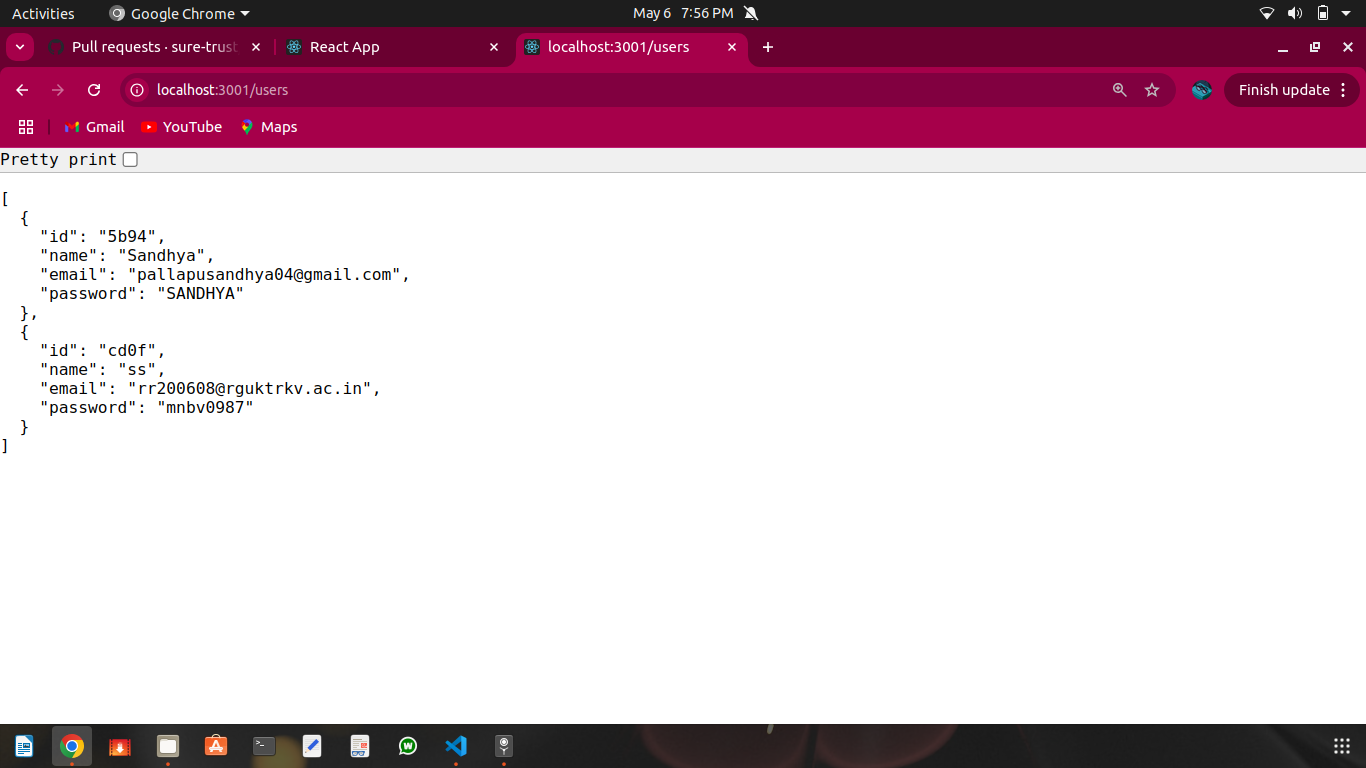 Activities Google Chrome May 6 7:56 PM
Pull requests · sure-trust React App localhost:3001/users
localhost:3001/users Finish update
Gmail YouTube Maps
Pretty print
[
  {
    "id": "5b94",
    "name": "Sandhya",
    "email": "pallapusandhya04@gmail.com",
    "password": "SANDHYA"
  },
  {
    "id": "cd0f",
    "name": "ss",
    "email": "rr200608@rguktrkv.ac.in",
    "password": "mnbv0987"
  }
]